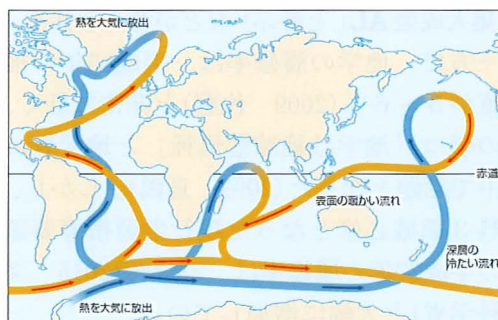 熱を大気に放出
赤道
表面の暖かい流れ
深層の
冷たい流れ
熱を大気に放出